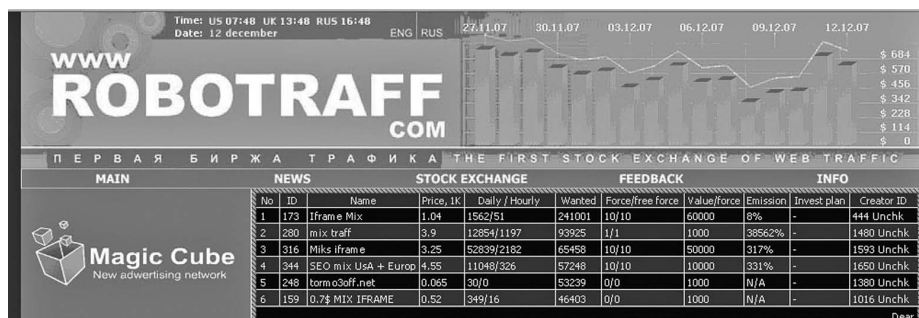 Time: US 07:48 UK 13:48 RUS 16:48
Date: 12 december
ENG RUS
27.11.07 30.11.07 03.12.07 06.12.07 09.12.07 12.12.07
WWW
ROBOTRAFF
COM
$ 684
$ 570
$ 456
$ 342
$ 228
$ 114
$ 0
ПЕРВАЯ БИРЖА ТРАФИКА THE FIRST STOCK EXCHANGE OF WEB TRAFFIC
MAIN NEWS STOCK EXCHANGE FEEDBACK INFO
Magic Cube
New adwertising network
No ID Name Price, 1K Daily / Hourly Wanted Force/free force Value/force Emission Invest plan Creator ID
1 173 Iframe Mix 1.04 1562/51 241001 10/10 60000 8% - 444 Unchk
2 280 mix traff 3.9 12854/1197 93925 1/1 1000 38562% - 1480 Unchk
3 316 Miks iframe 3.25 52839/2182 65458 10/10 50000 317% - 1593 Unchk
4 344 SEO mix UsA + Europ 4.55 11048/326 57248 10/10 10000 331% - 1650 Unchk
5 248 tormo3off.net 0.065 30/0 53239 0/0 1000 N/A - 1380 Unchk
6 159 0.7$ MIX IFRAME 0.52 349/16 46403 0/0 1000 N/A - 1016 Unchk
Dear